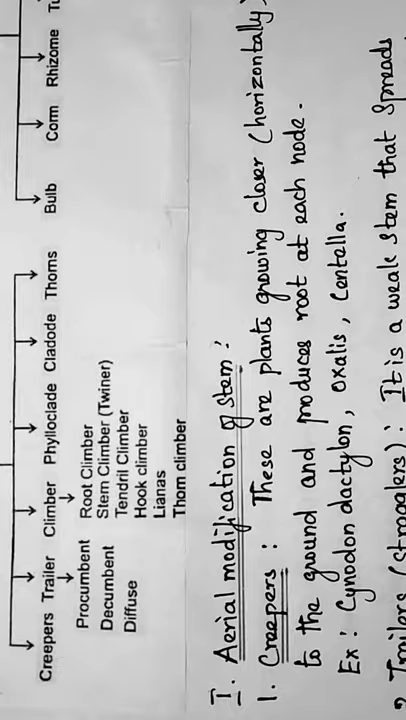 Creepers Trailer Climber Phylloclade Cladode Thorns Bulb Corm Rhizome
Procumbent
Decumbent
Diffuse
Root Climber
Stem Climber (Twiner)
Tendril Climber
Hook climber
Lianas
Thorn climber
I. Aerial modification of stem:
1. Creepers: These are plants growing closer (horizontally)
to the ground and produces root at each node.
Ex: Cynodon dactylon, oxalis, Centella.
(stragglers): It is a weak stem that spreads